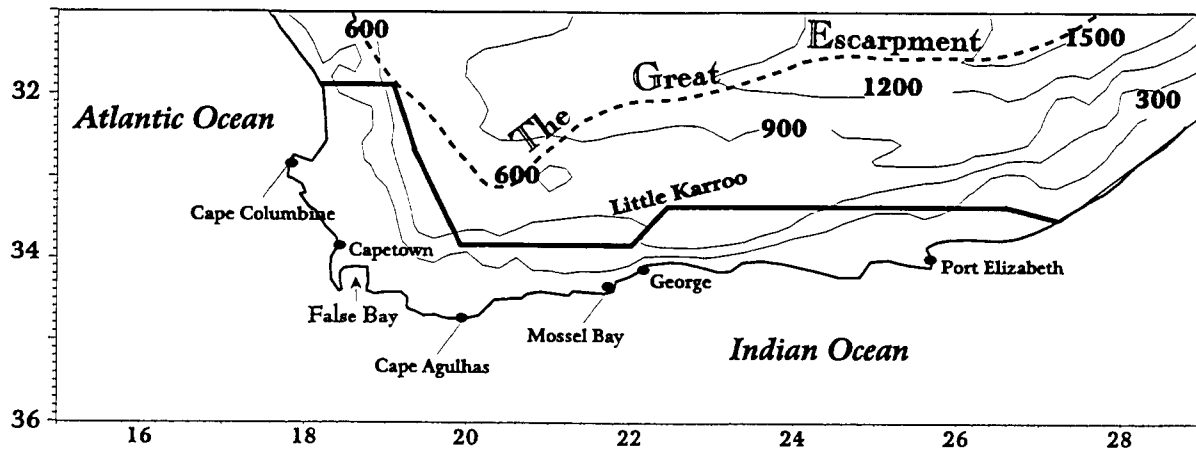 600
The Great Escarpment
1500
1200
300
32
Atlantic Ocean
900
600
Little Karroo
Cape Columbine
34
Capetown
George
Port Elizabeth
False Bay
Mossel Bay
Cape Agulhas
Indian Ocean
36
16 18 20 22 24 26 28